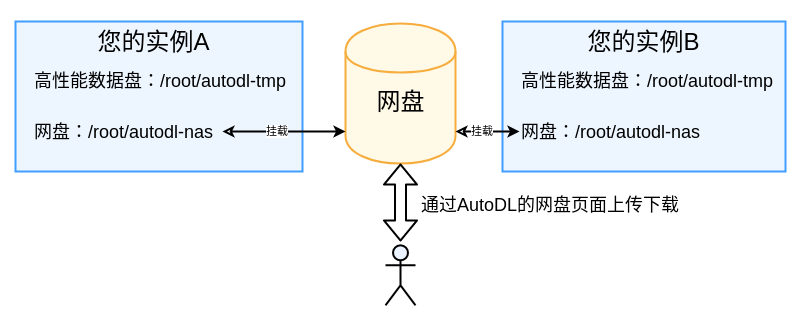 您的实例A
高性能数据盘：/root/autodl-tmp
网盘：/root/autodl-nas
挂载
网盘
挂载
您的实例B
高性能数据盘：/root/autodl-tmp
网盘：/root/autodl-nas
通过AutoDL的网盘页面上传下载